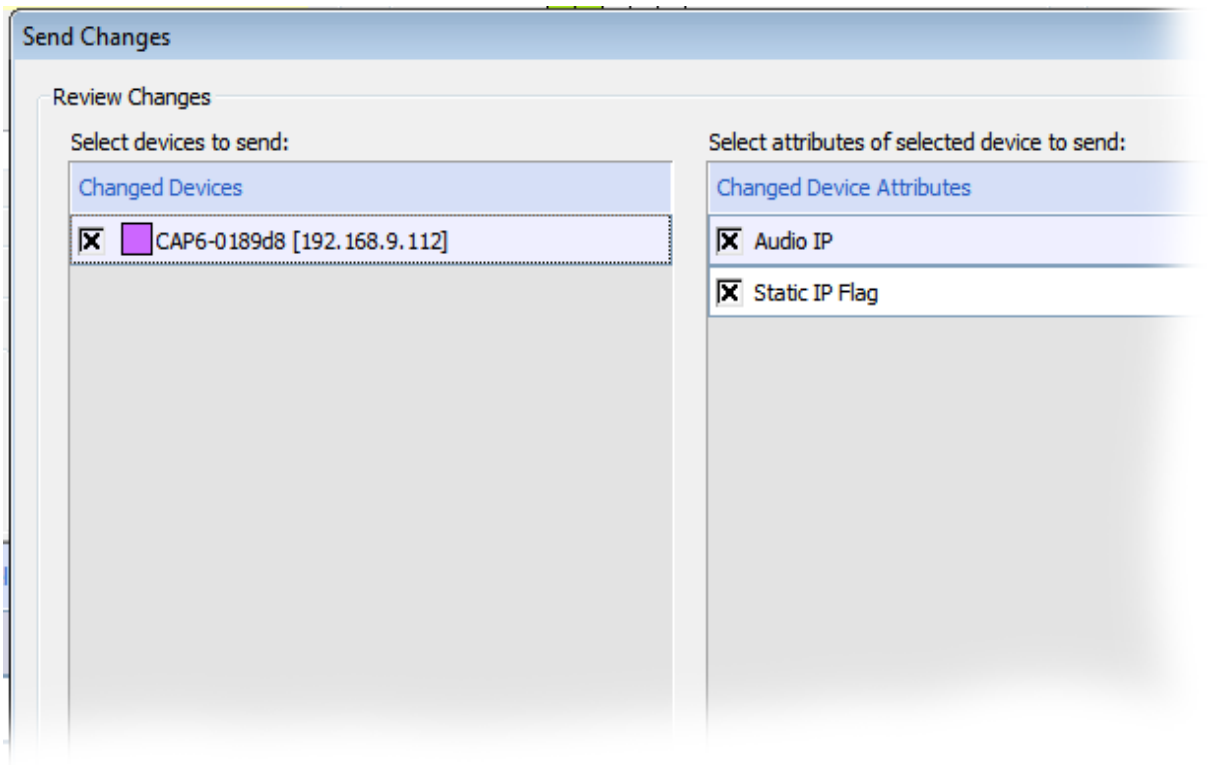 Send Changes
Review Changes
Select devices to send:
Changed Devices
CAP6-0189d8 [192.168.9.112]
Select attributes of selected device to send:
Changed Device Attributes
Audio IP
Static IP Flag